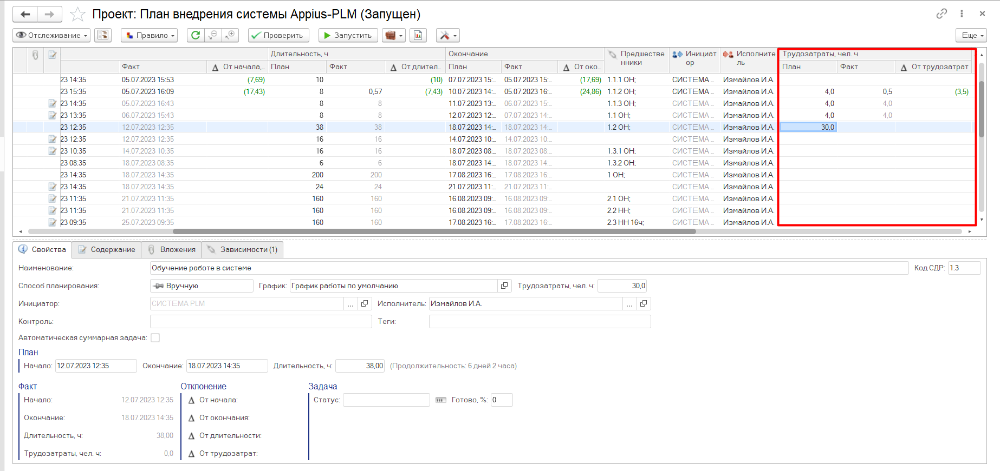 Проект: План внедрения системы Appius-PLM (Запущен)
Отслеживание Правило Проверить Запустить Еще
Длительность, ч Окончание Предшестве нники Инициат ор Исполните ль Трудозатраты, чел. ч
Факт От начала,... План Факт От длител... План Факт От око... План Факт От трудозатрат
23 14:35 05.07.2023 15:53 (7,69) 10 (10) 07.07.2023 15:... 05.07.2023 15:... (17,69) 1.1.1 ОН; СИСТЕМА ... Измайлов И.А.
23 15:35 05.07.2023 16:09 (17,43) 8 0,57 (7,43) 10.07.2023 14:... 05.07.2023 16:... (24,86) 1.1.2 ОН; СИСТЕМА ... Измайлов И.А. 4,0 0,5 (3,5)
23 14:35 05.07.2023 16:43 8 8 11.07.2023 13:... 06.07.2023 15:... 1.1.3 ОН; СИСТЕМА ... Измайлов И.А. 4,0 4,0
23 13:35 06.07.2023 15:43 8 8 12.07.2023 12:... 07.07.2023 14:... 1.1 ОН; СИСТЕМА ... Измайлов И.А. 4,0 4,0
23 12:35 12.07.2023 12:35 38 38 18.07.2023 14:... 18.07.2023 14:... 1.2 ОН; СИСТЕМА ... Измайлов И.А. 30,0
23 12:35 12.07.2023 12:35 16 16 14.07.2023 10:... 14.07.2023 10:... СИСТЕМА ... Измайлов И.А.
23 10:35 14.07.2023 10:35 16 16 18.07.2023 08:... 18.07.2023 08:... 1.3.1 ОН; СИСТЕМА ... Измайлов И.А.
23 08:35 18.07.2023 08:35 6 6 18.07.2023 14:... 18.07.2023 14:... 1.3.2 ОН; СИСТЕМА ... Измайлов И.А.
23 14:35 18.07.2023 14:35 200 200 17.08.2023 16:... 17.08.2023 16:... 1 ОН; СИСТЕМА ... Измайлов И.А.
23 14:35 18.07.2023 14:35 24 24 21.07.2023 11:... 21.07.2023 11:... СИСТЕМА ... Измайлов И.А.
23 11:35 21.07.2023 11:35 160 160 16.08.2023 09:... 16.08.2023 09:... 2.1 ОН; СИСТЕМА ... Измайлов И.А.
23 11:35 21.07.2023 11:35 160 160 16.08.2023 09:... 16.08.2023 09:... 2.2 НН; СИСТЕМА ... Измайлов И.А.
23 09:35 25.07.2023 09:35 160 160 17.08.2023 16:... 17.08.2023 16:... 2.3 НН 16ч; СИСТЕМА ... Измайлов И.А.
Свойства Содержание Вложения Зависимости (1)
Наименование: Обучение работе в системе Код СДР: 1.3
Способ планирования: Вручную График: График работы по умолчанию Трудозатраты, чел. ч: 30,0
Инициатор: СИСТЕМА PLM ... Исполнитель: Измайлов И.А. ...
Контроль: Теги:
Автоматическая суммарная задача:
План
Начало: 12.07.2023 12:35 Окончание: 18.07.2023 14:35 Длительность, ч: 38,00 (Продолжительность: 6 дней 2 часа)
Факт Отклонение Задача
Начало: 12.07.2023 12:35 От начала: Статус: Готово, %: 0
Окончание: 18.07.2023 14:35 От окончания:
Длительность, ч: 38,00 От длительности:
Трудозатраты, чел. ч: 0,0 От трудозатрат: